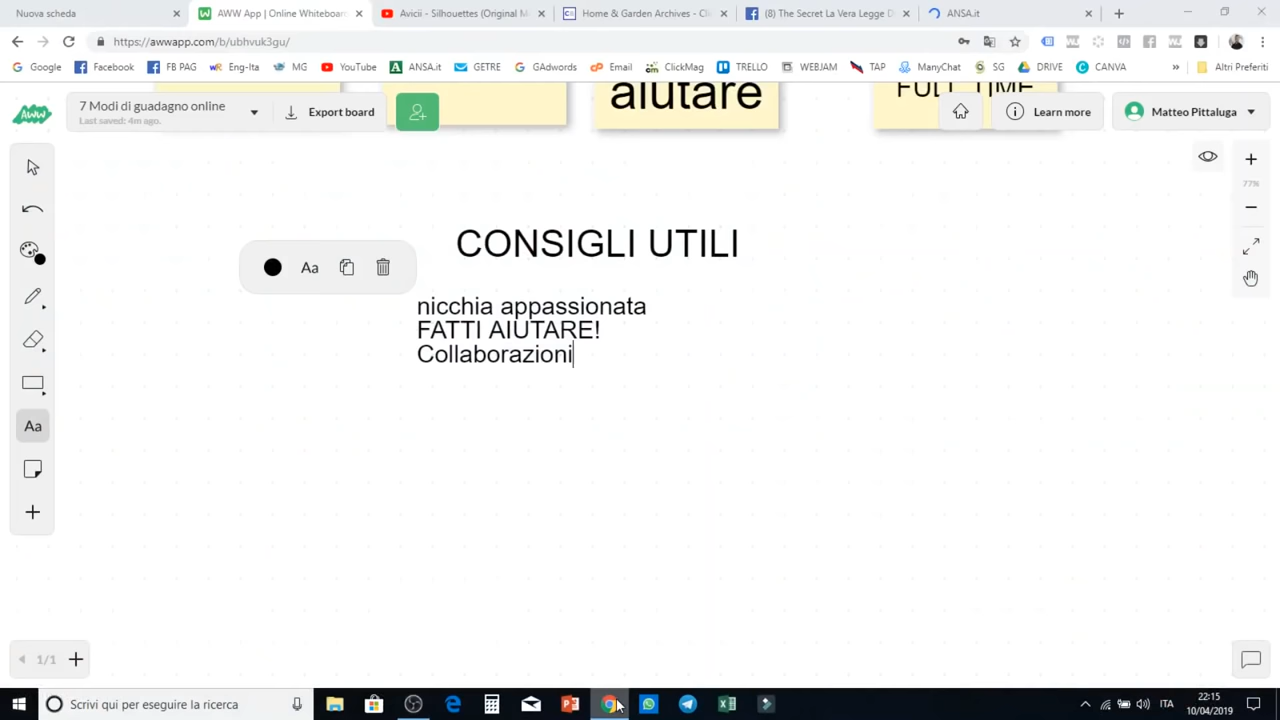 Nuova scheda
AWW App | Online Whiteboard
Avicii - Silhouettes (Original M
Home & Garden Archives - Cli
(8) The Secret La Vera Legge D
ANSA.it
https://awwapp.com/b/ubhvuk3gu/
Google
Facebook
FB PAG
Eng-Ita
MG
YouTube
ANSA.it
GETRE
GAdwords
Email
ClickMag
TRELLO
WEBJAM
TAP
ManyChat
SG
DRIVE
CANVA
Altri Preferiti
aiutare
FULL TIME
7 Modi di guadagno online
Last saved: 4m ago.
Export board
Learn more
Matteo Pittaluga
77%
CONSIGLI UTILI
Aa
nicchia appassionata
FATTI AIUTARE!
Collaborazioni
Aa
1/1
Scrivi qui per eseguire la ricerca
ITA
22:15
10/04/2019